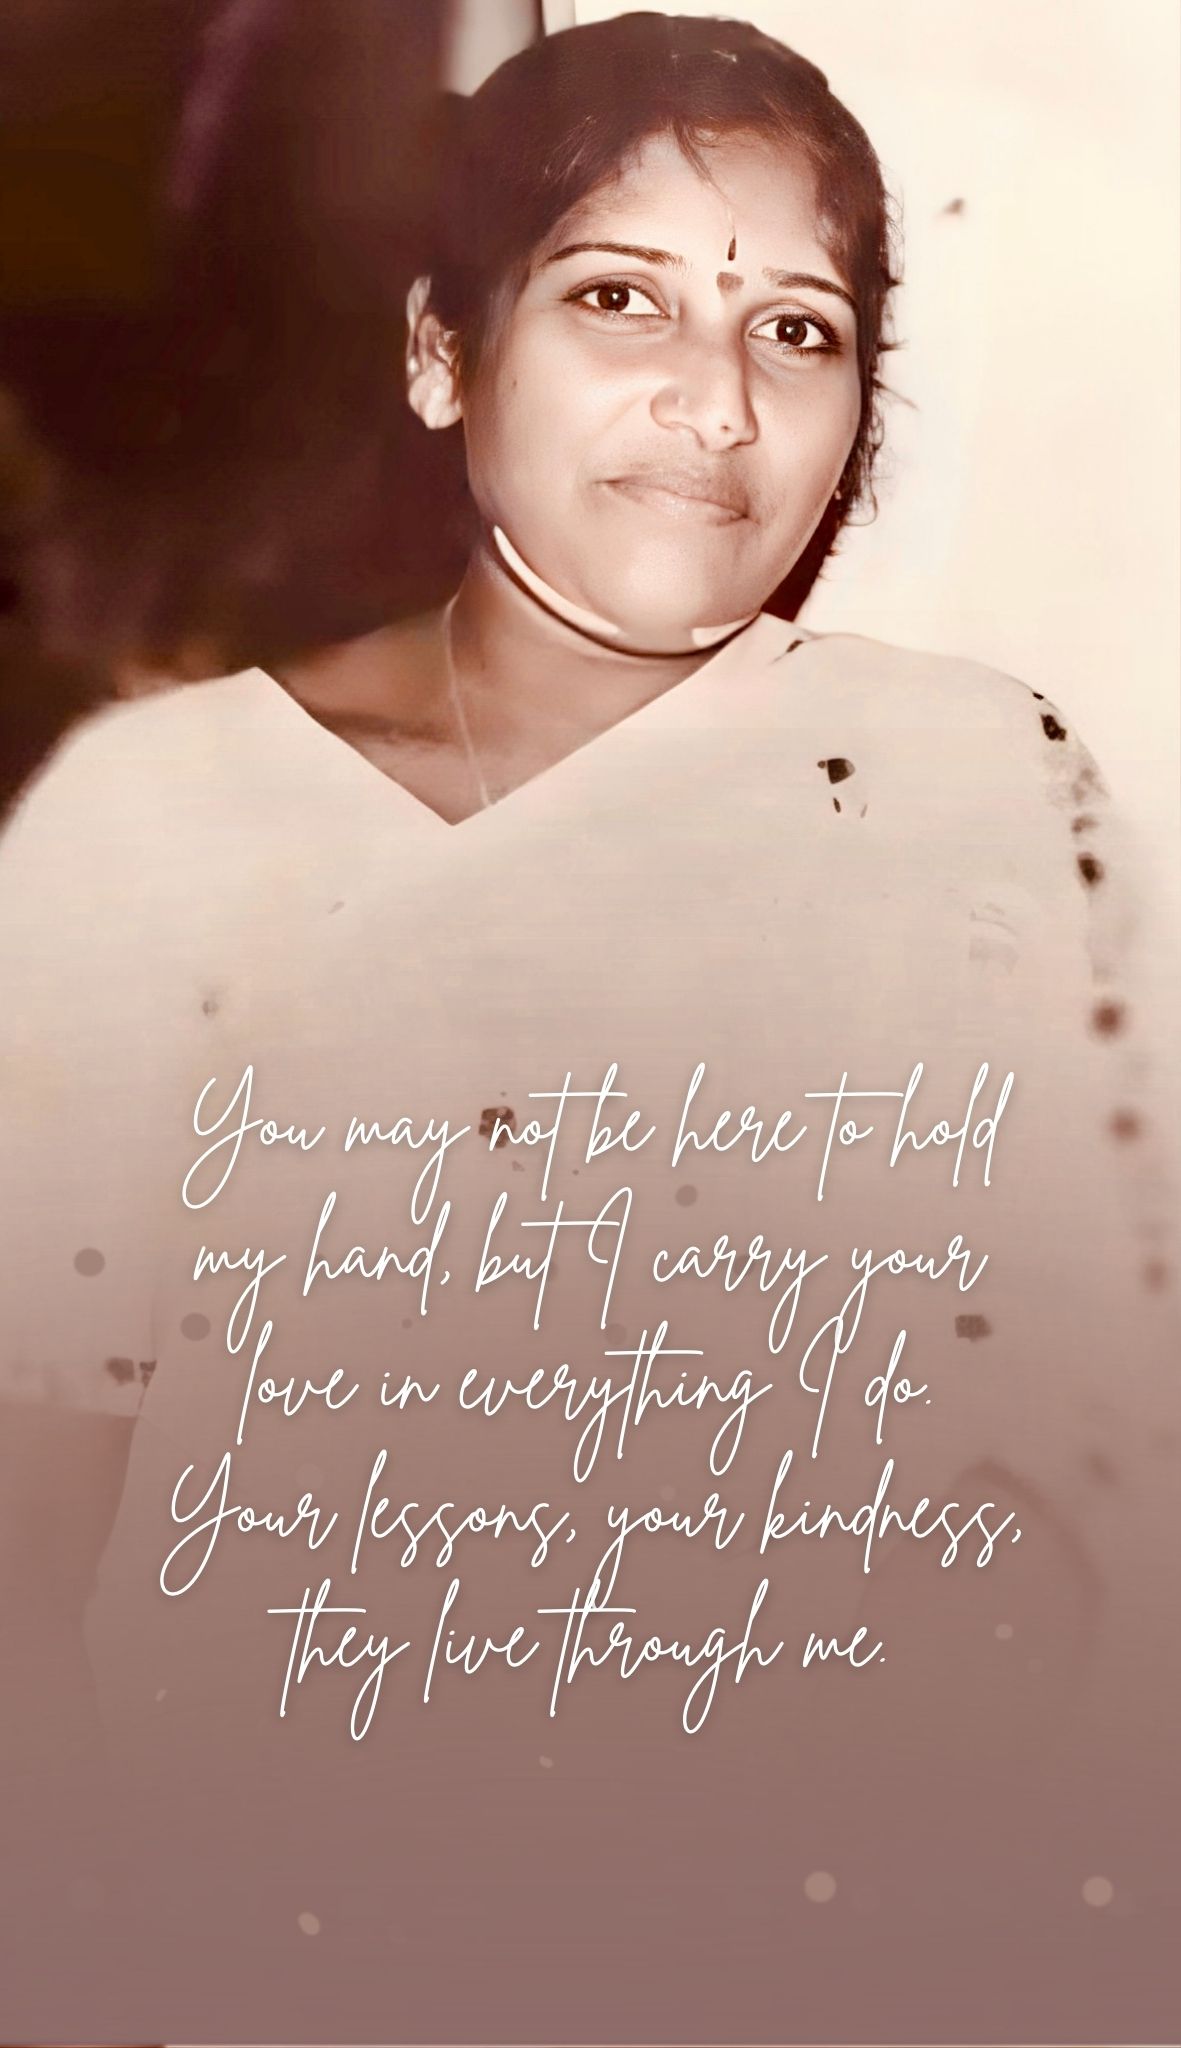 You may not be here to hold
my hand, but I carry your
love in everything I do.
Your lessons, your kindness,
they live through me.